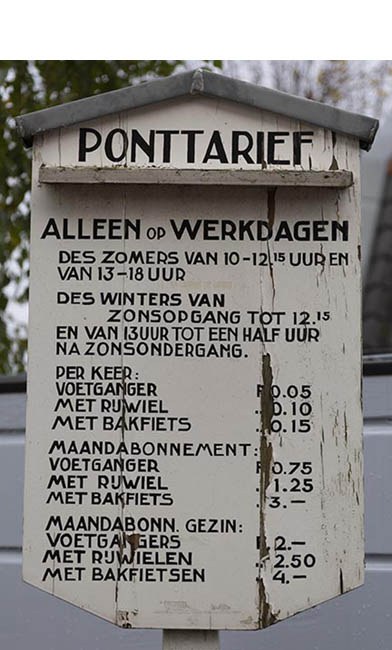 PONTTARIEF
ALLEEN OP WERKDAGEN
DES ZOMERS VAN 10-12.15 UUR EN
VAN 13-18 UUR
DES WINTERS VAN
ZONSOPGANG TOT 12.15
EN VAN 13 UUR TOT EEN HALF UUR
NA ZONSONDERGANG.
PER KEER:
VOETGANGER F 0.05
MET RIJWIEL „ 0.10
MET BAKFIETS „ 0.15
MAANDABONNEMENT:
VOETGANGER F 0.75
MET RIJWIEL „ 1.25
MET BAKFIETS „ 3.—
MAANDABONN. GEZIN:
VOETGANGERS F 2.—
MET RIJWIELEN „ 2.50
MET BAKFIETSEN „ 4.—